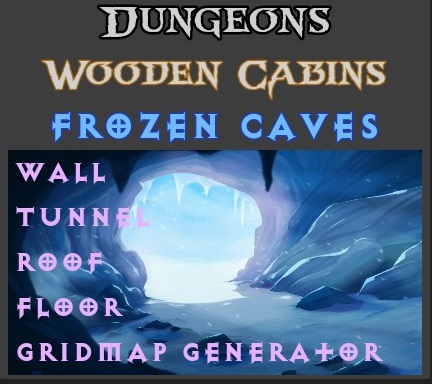 Dungeons
Wooden Cabins
FROZEN CAVES
WALL
TUNNEL
ROOF
FLOOR
GRIDMAP GENERATOR